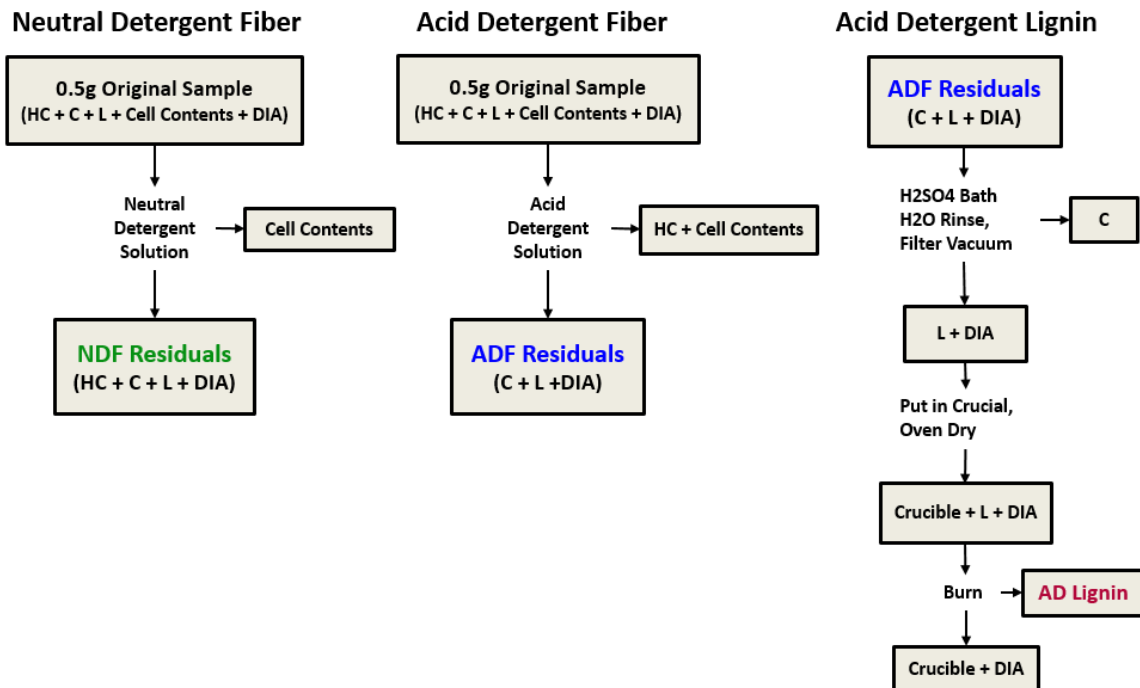 Neutral Detergent Fiber
0.5g Original Sample
(HC + C + L + Cell Contents + DIA)
Neutral
Detergent
Solution
Cell Contents
NDF Residuals
(HC + C + L + DIA)
Acid Detergent Fiber
0.5g Original Sample
(HC + C + L + Cell Contents + DIA)
Acid
Detergent
Solution
HC + Cell Contents
ADF Residuals
(C + L +DIA)
Acid Detergent Lignin
ADF Residuals
(C + L + DIA)
H2SO4 Bath
H2O Rinse,
Filter Vacuum
C
L + DIA
Put in Crucial,
Oven Dry
Crucible + L + DIA
Burn
AD Lignin
Crucible + DIA